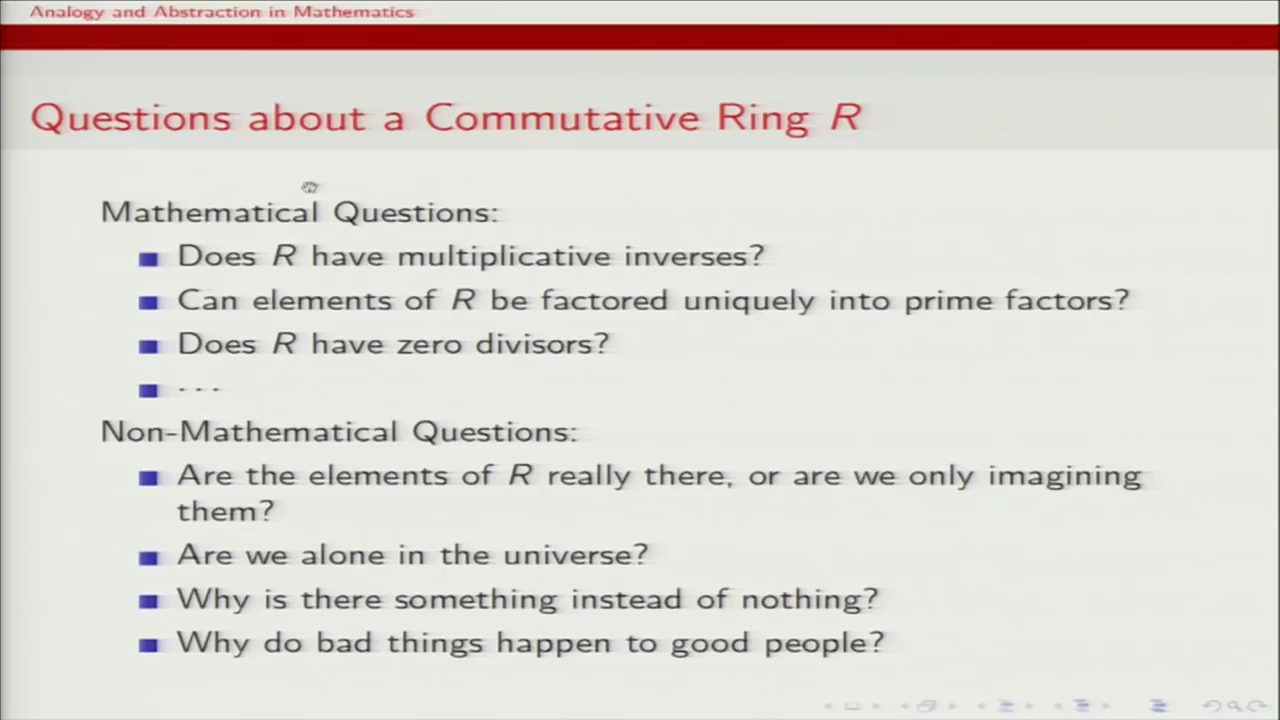 Analogy and Abstraction in Mathematics
Questions about a Commutative Ring R
Mathematical Questions:
Does R have multiplicative inverses?
Can elements of R be factored uniquely into prime factors?
Does R have zero divisors?
· · ·
Non-Mathematical Questions:
Are the elements of R really there, or are we only imagining
them?
Are we alone in the universe?
Why is there something instead of nothing?
Why do bad things happen to good people?